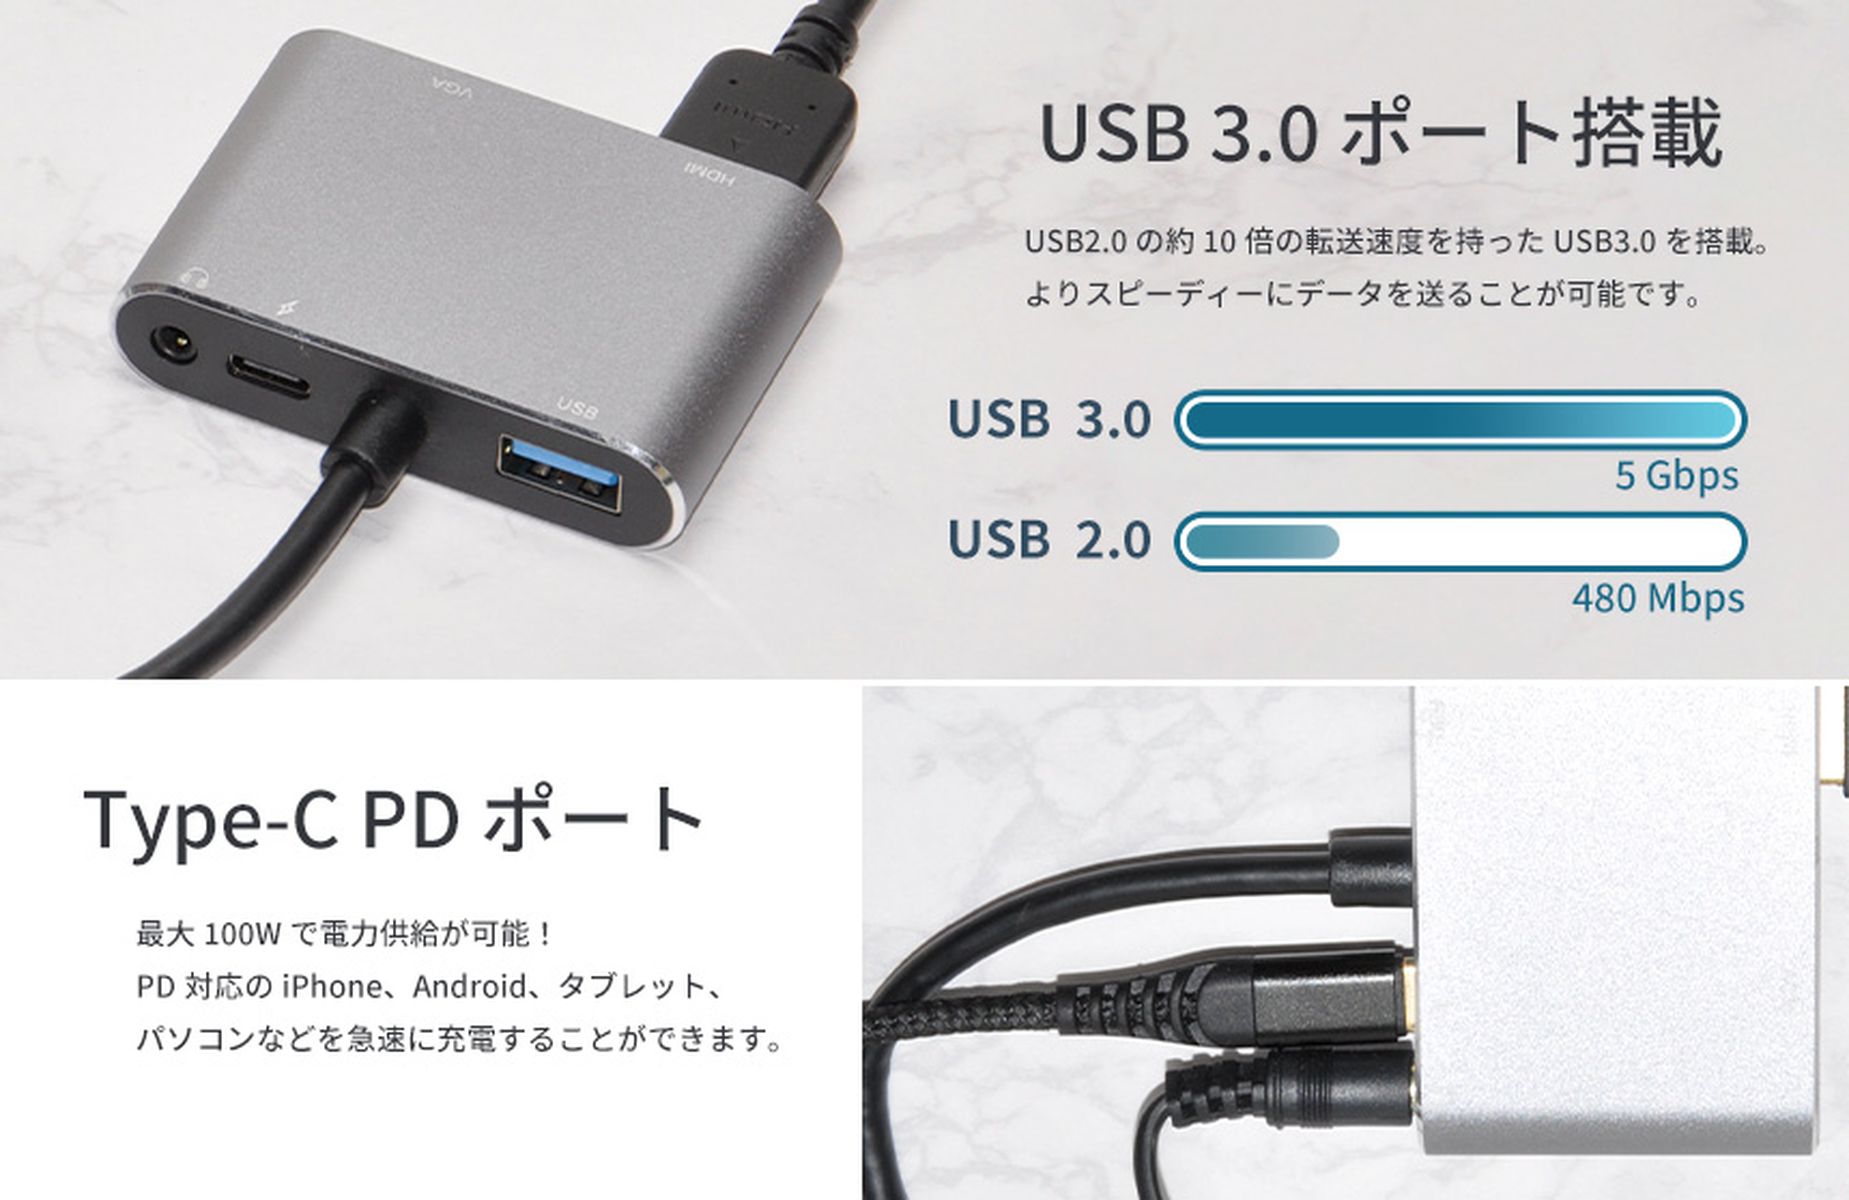 VGA
HDMI
USB
USB 3.0 ポート搭載
USB2.0 の約 10 倍の転送速度を持った USB3.0 を搭載。
よりスピーディーにデータを送ることが可能です。
USB 3.0
5 Gbps
USB 2.0
480 Mbps
Type-C PD ポート
最大 100W で電力供給が可能！
PD 対応の iPhone、Android、タブレット、
パソコンなどを急速に充電することができます。